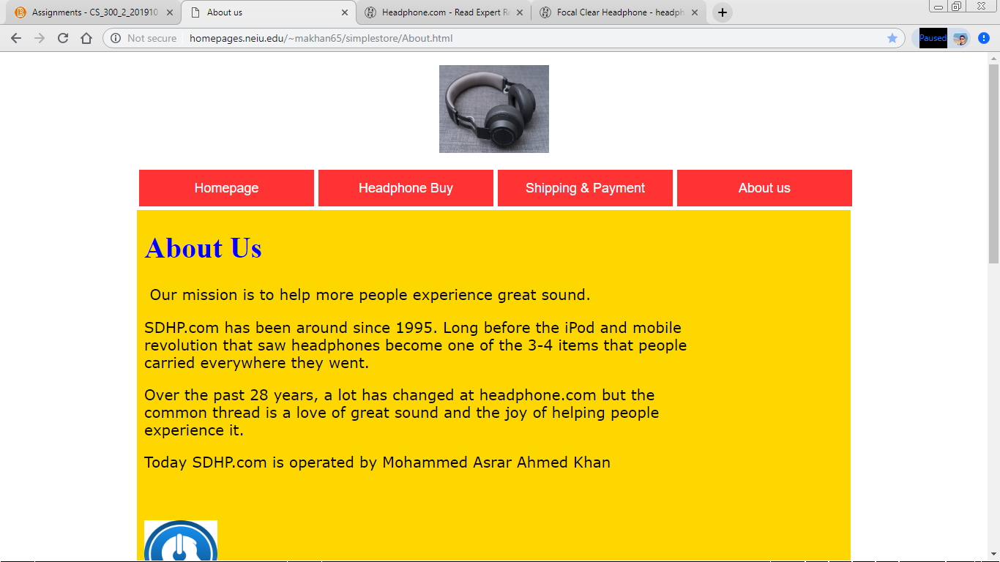 Assignments - CS_300_2_201910
About us
Headphone.com - Read Expert Re
Focal Clear Headphone - headph
Not secure
homepages.neiu.edu/~makhan65/simplestore/About.html
Paused
Homepage
Headphone Buy
Shipping & Payment
About us
About Us
Our mission is to help more people experience great sound.
SDHP.com has been around since 1995. Long before the iPod and mobile
revolution that saw headphones become one of the 3-4 items that people
carried everywhere they went.
Over the past 28 years, a lot has changed at headphone.com but the
common thread is a love of great sound and the joy of helping people
experience it.
Today SDHP.com is operated by Mohammed Asrar Ahmed Khan